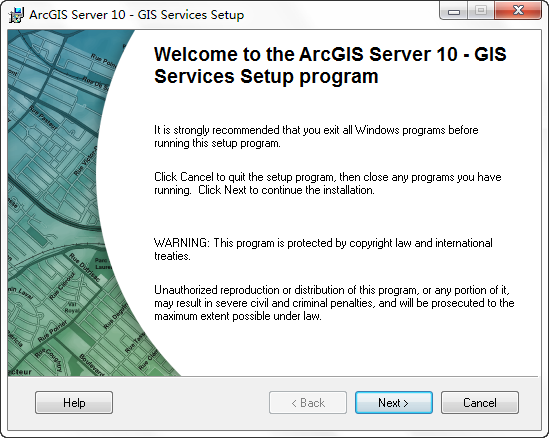 ArcGIS Server 10 - GIS Services Setup
Welcome to the ArcGIS Server 10 - GIS
Services Setup program
It is strongly recommended that you exit all Windows programs before
running this setup program.
Click Cancel to quit the setup program, then close any programs you have
running. Click Next to continue the installation.
WARNING: This program is protected by copyright law and international
treaties.
Unauthorized reproduction or distribution of this program, or any portion of it,
may result in severe civil and criminal penalties, and will be prosecuted to the
maximum extent possible under law.
Help
< Back
Next >
Cancel